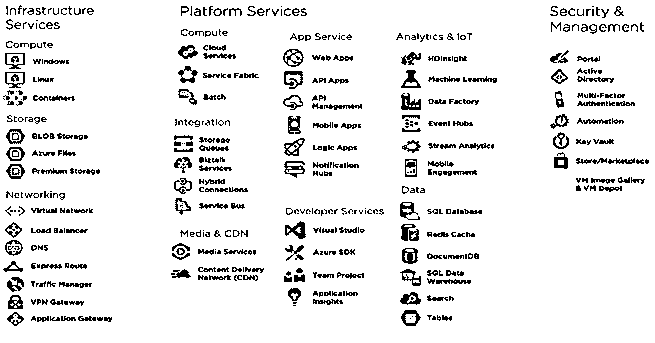 Infrastructure
Services
Compute
Windows
Linux
Containers
Storage
BLOB Storage
Azure Files
Premium Storage
Networking
Virtual Network
Load Balancer
DNS
Express Route
Traffic Manager
VPN Gateway
Application Gateway
Platform Services
Compute
Cloud
Services
Service Fabric
Batch
Integration
Storage
Queues
Biztalk
Services
Hybrid
Connections
Service Bus
Media & CDN
Media Services
Content Delivery
Network (CDN)
App Service
Web Apps
API Apps
API
Management
Mobile Apps
Logic Apps
Notification
Hubs
Developer Services
Visual Studio
Azure SDK
Team Project
Application
Insights
Analytics & IoT
HDInsight
Machine Learning
Data Factory
Event Hubs
Stream Analytics
Mobile
Engagement
Data
SQL Database
Redis Cache
DocumentDB
SQL Data
Warehouse
Search
Tables
Security &
Management
Portal
Active
Directory
Multi-Factor
Authentication
Automation
Key Vault
Store/Marketplace
VM Image Gallery
& VM Depot